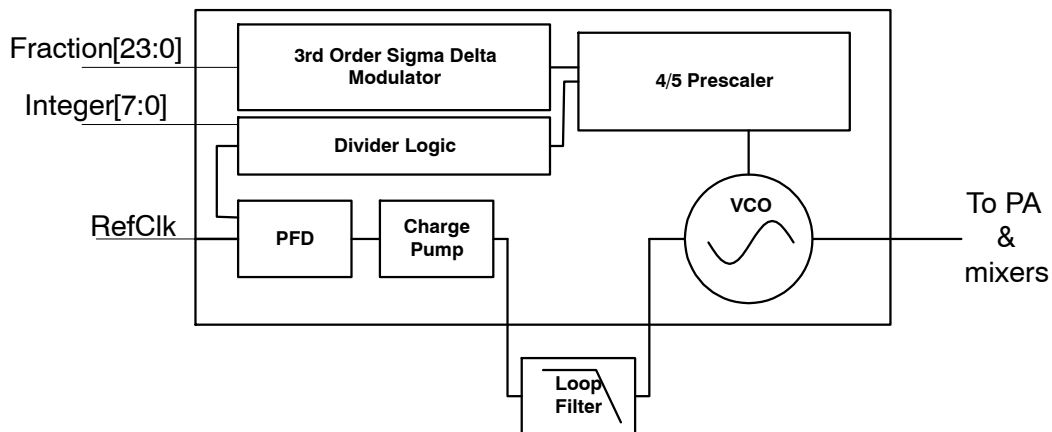 Fraction[23:0]
3rd Order Sigma Delta
Modulator
4/5 Prescaler
Integer[7:0]
Divider Logic
RefClk
PFD
Charge
Pump
VCO
To PA
&
mixers
Loop
Filter